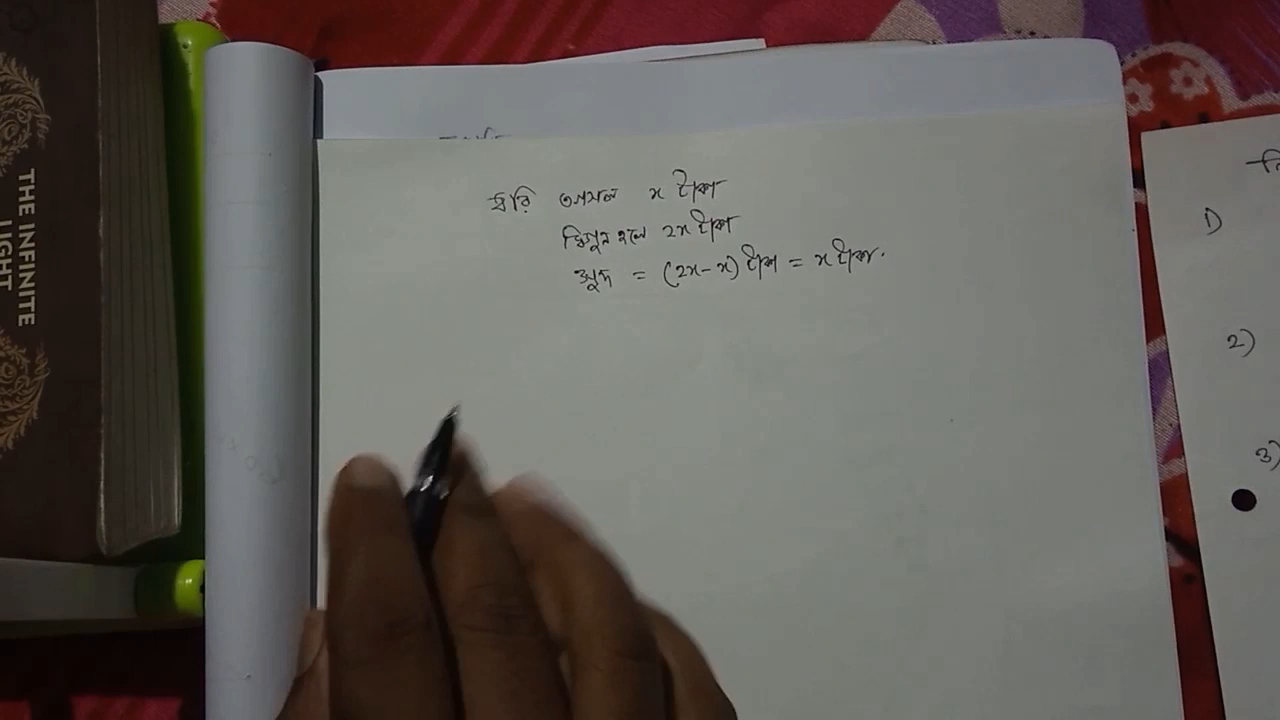 THE INFINITE
LIGHT
ধরি আসল x টাকা
দ্বিগুন হলে 2x টাকা
সুদ = (2x-x) টাকা = x টাকা.
1)
2)
3)